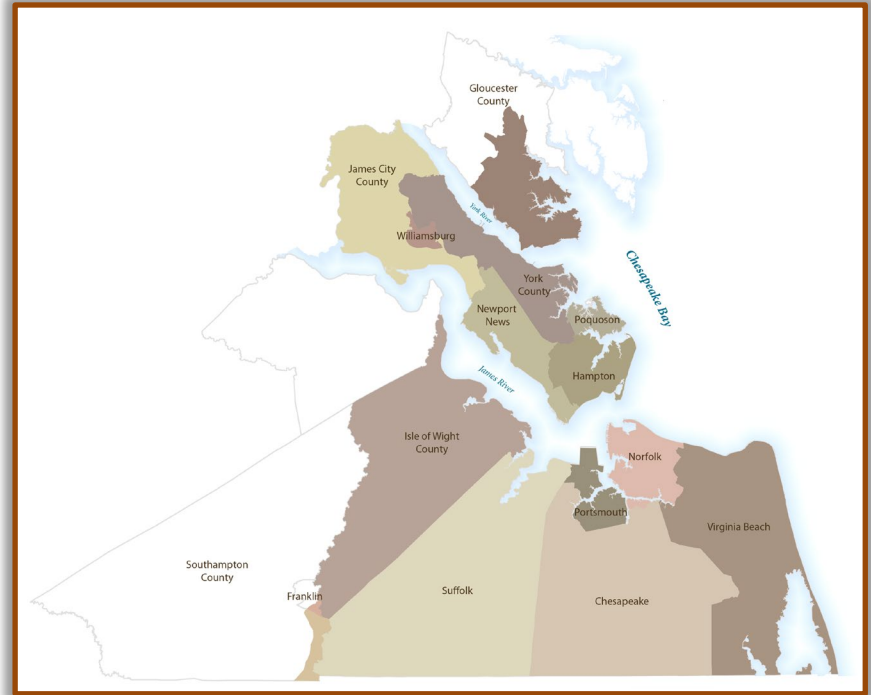 Gloucester
County
James City
County
York River
Williamsburg
Chesapeake Bay
York
County
Newport
News
Poquoson
James River
Hampton
Isle of Wight
County
Norfolk
Portsmouth
Virginia Beach
Southampton
County
Franklin
Suffolk
Chesapeake